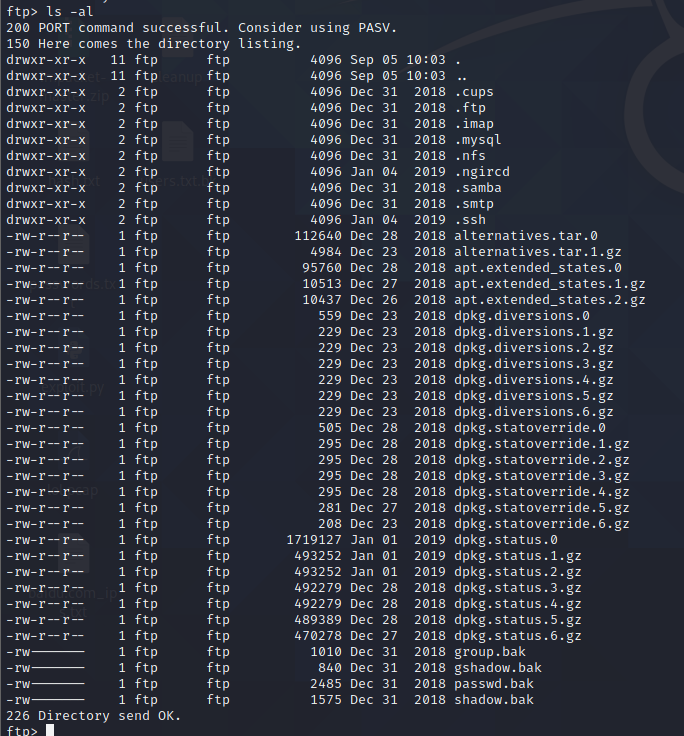 ftp> ls -al
200 PORT command successful. Consider using PASV.
150 Here comes the directory listing.
drwxr-xr-x   11 ftp      ftp          4096 Sep 05 10:03 .
drwxr-xr-x   11 ftp      ftp          4096 Sep 05 10:03 ..
drwxr-xr-x    2 ftp      ftp          4096 Dec 31  2018 .cups
drwxr-xr-x    2 ftp      ftp          4096 Dec 31  2018 .ftp
drwxr-xr-x    2 ftp      ftp          4096 Dec 31  2018 .imap
drwxr-xr-x    2 ftp      ftp          4096 Dec 31  2018 .mysql
drwxr-xr-x    2 ftp      ftp          4096 Dec 31  2018 .nfs
drwxr-xr-x    2 ftp      ftp          4096 Jan 04  2019 .ngircd
drwxr-xr-x    2 ftp      ftp          4096 Dec 31  2018 .samba
drwxr-xr-x    2 ftp      ftp          4096 Dec 31  2018 .smtp
drwxr-xr-x    2 ftp      ftp          4096 Jan 04  2019 .ssh
-rw-r--r--    1 ftp      ftp        112640 Dec 28  2018 alternatives.tar.0
-rw-r--r--    1 ftp      ftp          4984 Dec 23  2018 alternatives.tar.1.gz
-rw-r--r--    1 ftp      ftp         95760 Dec 28  2018 apt.extended_states.0
-rw-r--r--    1 ftp      ftp         10513 Dec 27  2018 apt.extended_states.1.gz
-rw-r--r--    1 ftp      ftp         10437 Dec 26  2018 apt.extended_states.2.gz
-rw-r--r--    1 ftp      ftp           559 Dec 23  2018 dpkg.diversions.0
-rw-r--r--    1 ftp      ftp           229 Dec 23  2018 dpkg.diversions.1.gz
-rw-r--r--    1 ftp      ftp           229 Dec 23  2018 dpkg.diversions.2.gz
-rw-r--r--    1 ftp      ftp           229 Dec 23  2018 dpkg.diversions.3.gz
-rw-r--r--    1 ftp      ftp           229 Dec 23  2018 dpkg.diversions.4.gz
-rw-r--r--    1 ftp      ftp           229 Dec 23  2018 dpkg.diversions.5.gz
-rw-r--r--    1 ftp      ftp           229 Dec 23  2018 dpkg.diversions.6.gz
-rw-r--r--    1 ftp      ftp           505 Dec 28  2018 dpkg.statoverride.0
-rw-r--r--    1 ftp      ftp           295 Dec 28  2018 dpkg.statoverride.1.gz
-rw-r--r--    1 ftp      ftp           295 Dec 28  2018 dpkg.statoverride.2.gz
-rw-r--r--    1 ftp      ftp           295 Dec 28  2018 dpkg.statoverride.3.gz
-rw-r--r--    1 ftp      ftp           295 Dec 28  2018 dpkg.statoverride.4.gz
-rw-r--r--    1 ftp      ftp           281 Dec 27  2018 dpkg.statoverride.5.gz
-rw-r--r--    1 ftp      ftp           208 Dec 23  2018 dpkg.statoverride.6.gz
-rw-r--r--    1 ftp      ftp       1719127 Jan 01  2019 dpkg.status.0
-rw-r--r--    1 ftp      ftp        493252 Jan 01  2019 dpkg.status.1.gz
-rw-r--r--    1 ftp      ftp        493252 Jan 01  2019 dpkg.status.2.gz
-rw-r--r--    1 ftp      ftp        492279 Dec 28  2018 dpkg.status.3.gz
-rw-r--r--    1 ftp      ftp        492279 Dec 28  2018 dpkg.status.4.gz
-rw-r--r--    1 ftp      ftp        489389 Dec 28  2018 dpkg.status.5.gz
-rw-r--r--    1 ftp      ftp        470278 Dec 27  2018 dpkg.status.6.gz
-rw-------    1 ftp      ftp          1010 Dec 31  2018 group.bak
-rw-------    1 ftp      ftp           840 Dec 31  2018 gshadow.bak
-rw-------    1 ftp      ftp          2485 Dec 31  2018 passwd.bak
-rw-------    1 ftp      ftp          1575 Dec 31  2018 shadow.bak
226 Directory send OK.
ftp>